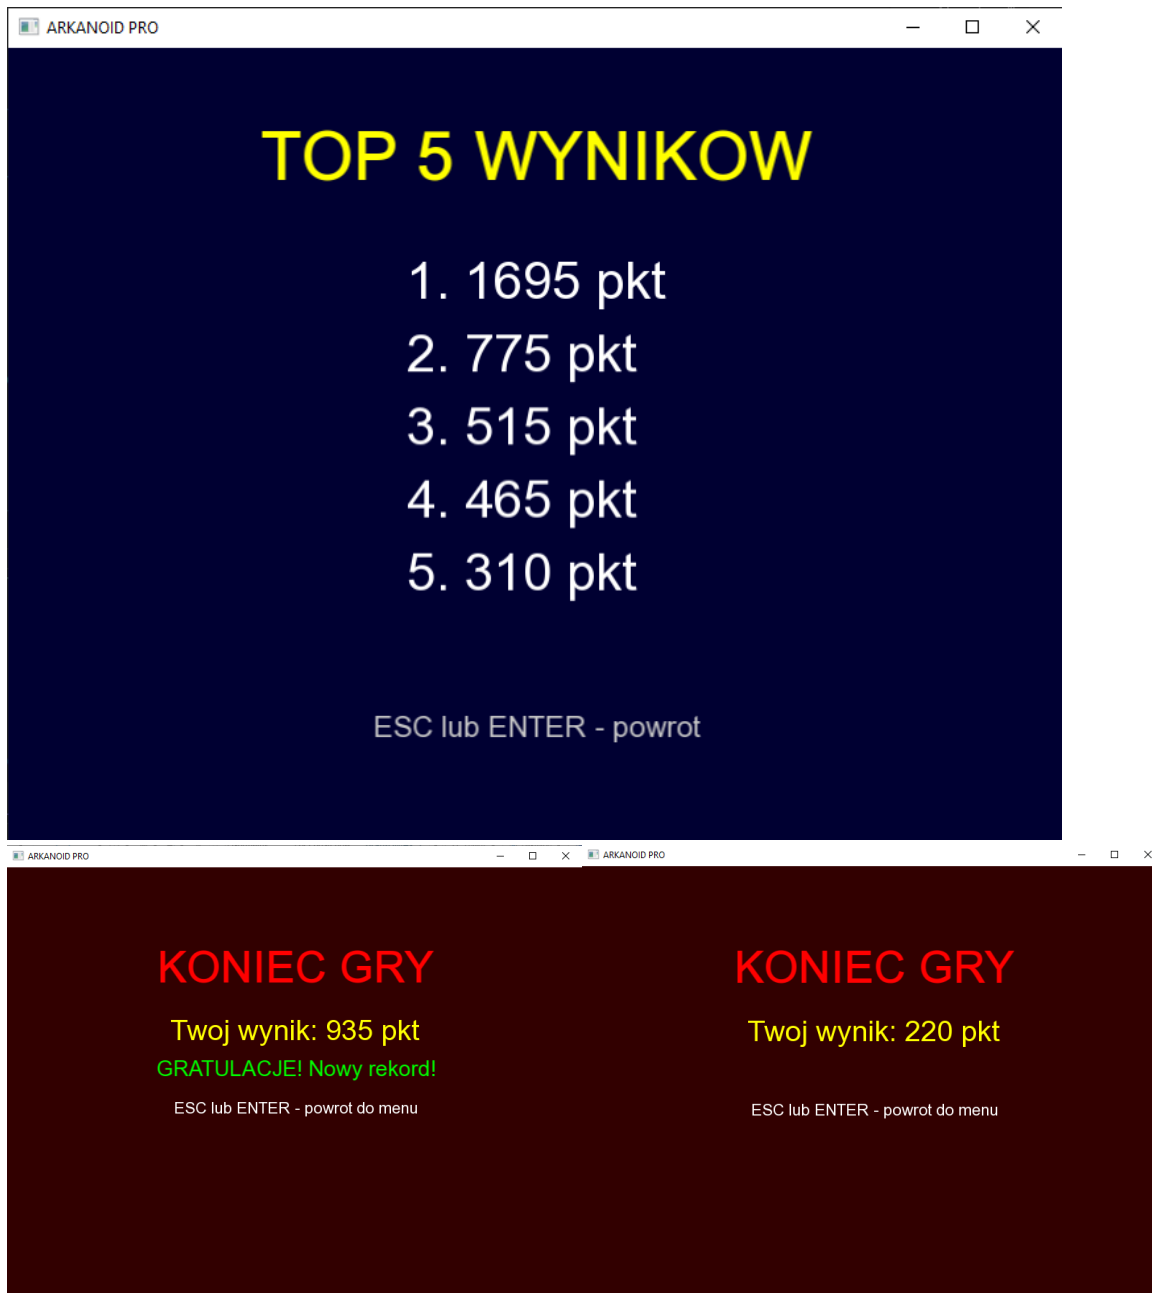 ARKANOID PRO
TOP 5 WYNIKOW
1. 1695 pkt
2. 775 pkt
3. 515 pkt
4. 465 pkt
5. 310 pkt
ESC lub ENTER - powrot
ARKANOID PRO
KONIEC GRY
Twoj wynik: 935 pkt
GRATULACJE! Nowy rekord!
ESC lub ENTER - powrot do menu
ARKANOID PRO
KONIEC GRY
Twoj wynik: 220 pkt
ESC lub ENTER - powrot do menu